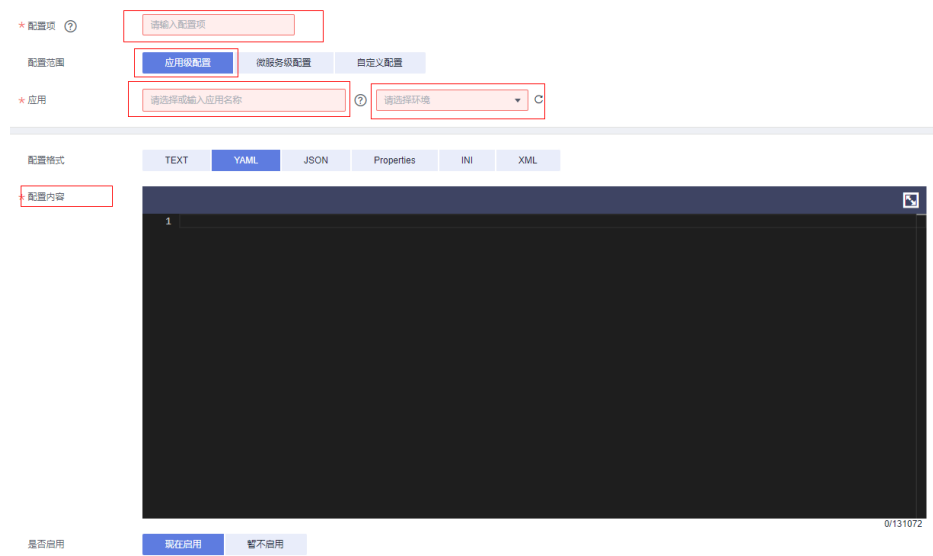 * 配置项 ?
请输入配置项
配置范围
应用级配置 微服务级配置 自定义配置
* 应用
请选择或输入应用名称 ? 请选择环境
配置格式
TEXT YAML JSON Properties INI XML
* 配置内容
1
0/131072
是否启用
现在启用 暂不启用